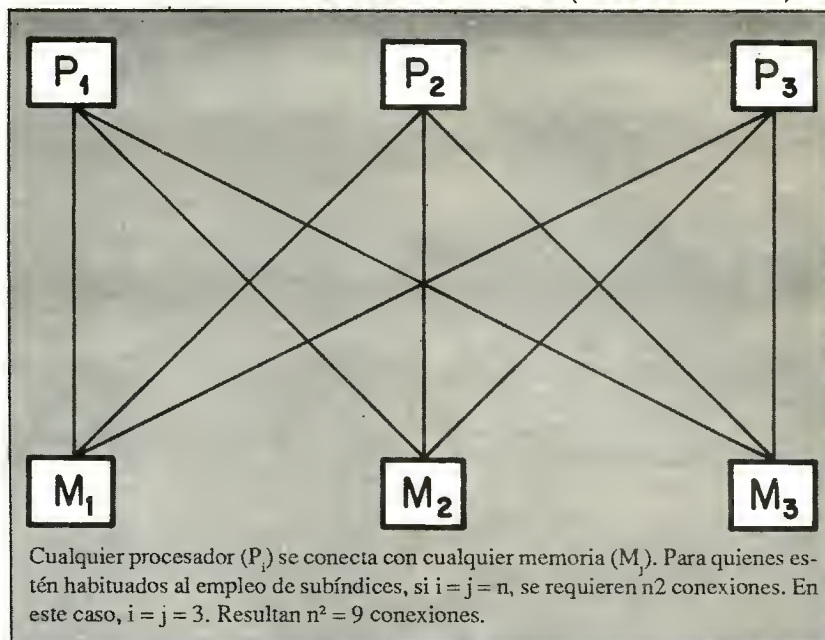 P₁ P₂ P₃
M₁ M₂ M₃
Cualquier procesador (Pᵢ) se conecta con cualquier memoria (Mⱼ). Para quienes es-
tén habituados al empleo de subíndices, si i = j = n, se requieren n2 conexiones. En
este caso, i = j = 3. Resultan n² = 9 conexiones.